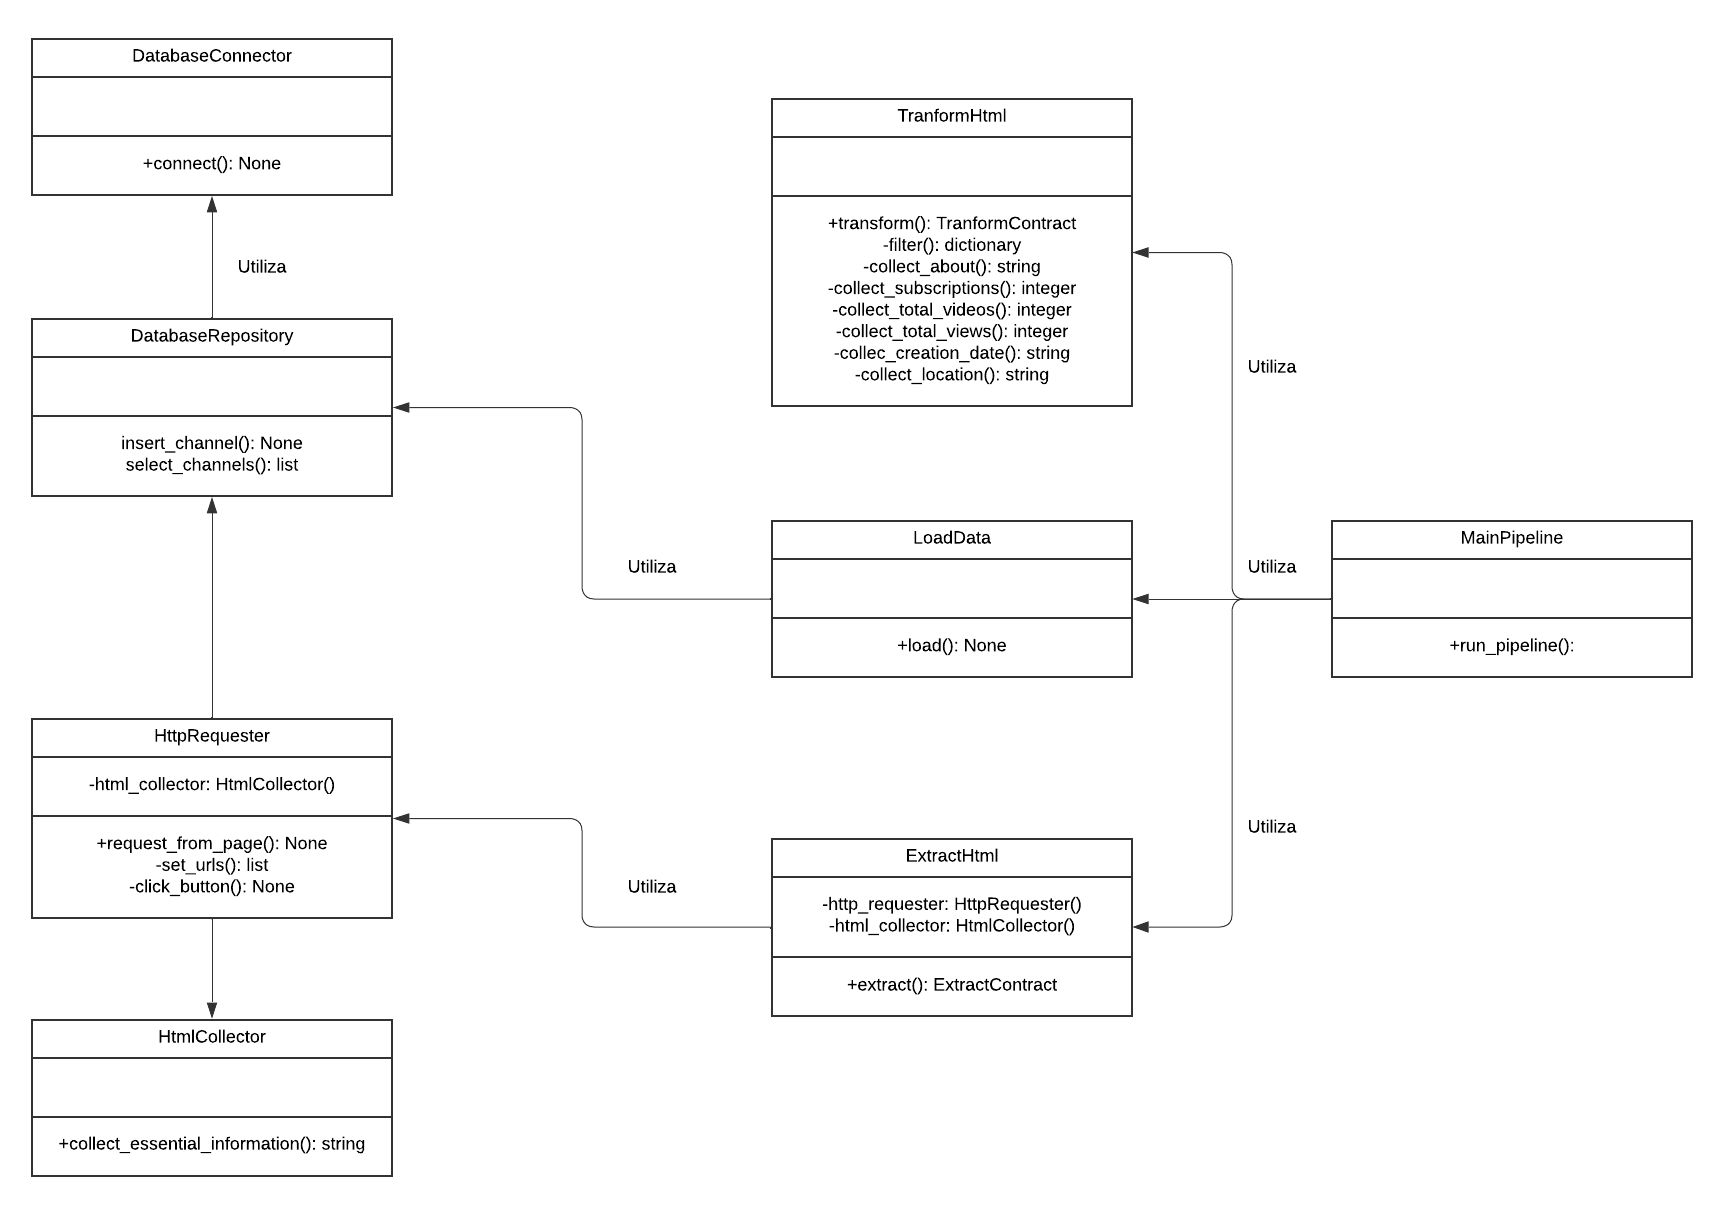 DatabaseConnector
+connect(): None
Utiliza
DatabaseRepository
insert_channel(): None
select_channels(): list
HttpRequester
-html_collector: HtmlCollector()
+request_from_page(): None
-set_urls(): list
-click_button(): None
HtmlCollector
+collect_essential_information(): string
TranformHtml
+transform(): TranformContract
-filter(): dictionary
-collect_about(): string
-collect_subscriptions(): integer
-collect_total_videos(): integer
-collect_total_views(): integer
-collec_creation_date(): string
-collect_location(): string
Utiliza
LoadData
+load(): None
Utiliza
ExtractHtml
-http_requester: HttpRequester()
-html_collector: HtmlCollector()
+extract(): ExtractContract
Utiliza
Utiliza
Utiliza
MainPipeline
+run_pipeline():
Utiliza